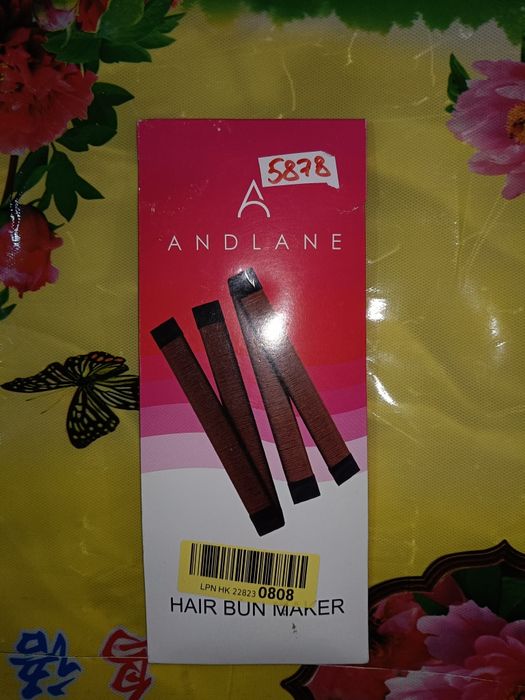 5878
ANDLANE
LPN HK 22823 0808
HAIR BUN MAKER